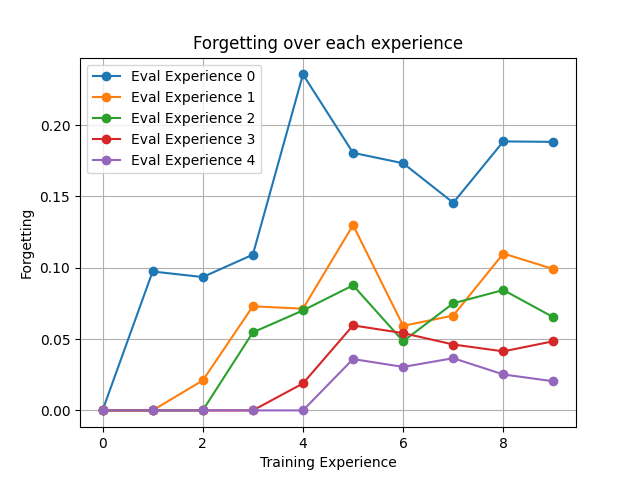 Forgetting over each experience
Eval Experience 0
Eval Experience 1
Eval Experience 2
Eval Experience 3
Eval Experience 4
Forgetting
0.20
0.15
0.10
0.05
0.00
0 2 4 6 8
Training Experience